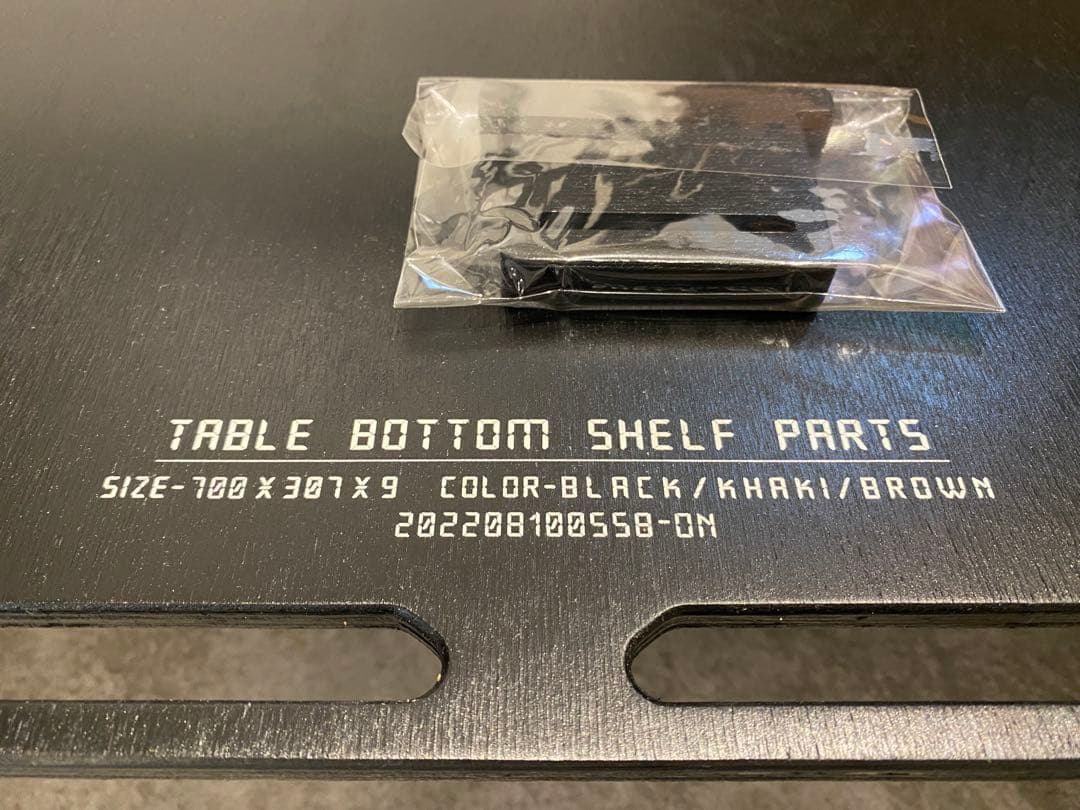 TABLE BOTTOM SHELF PARTS
SIZE-700X307X9 COLOR-BLACK/KHAKI/BROWN
202208100558-ON